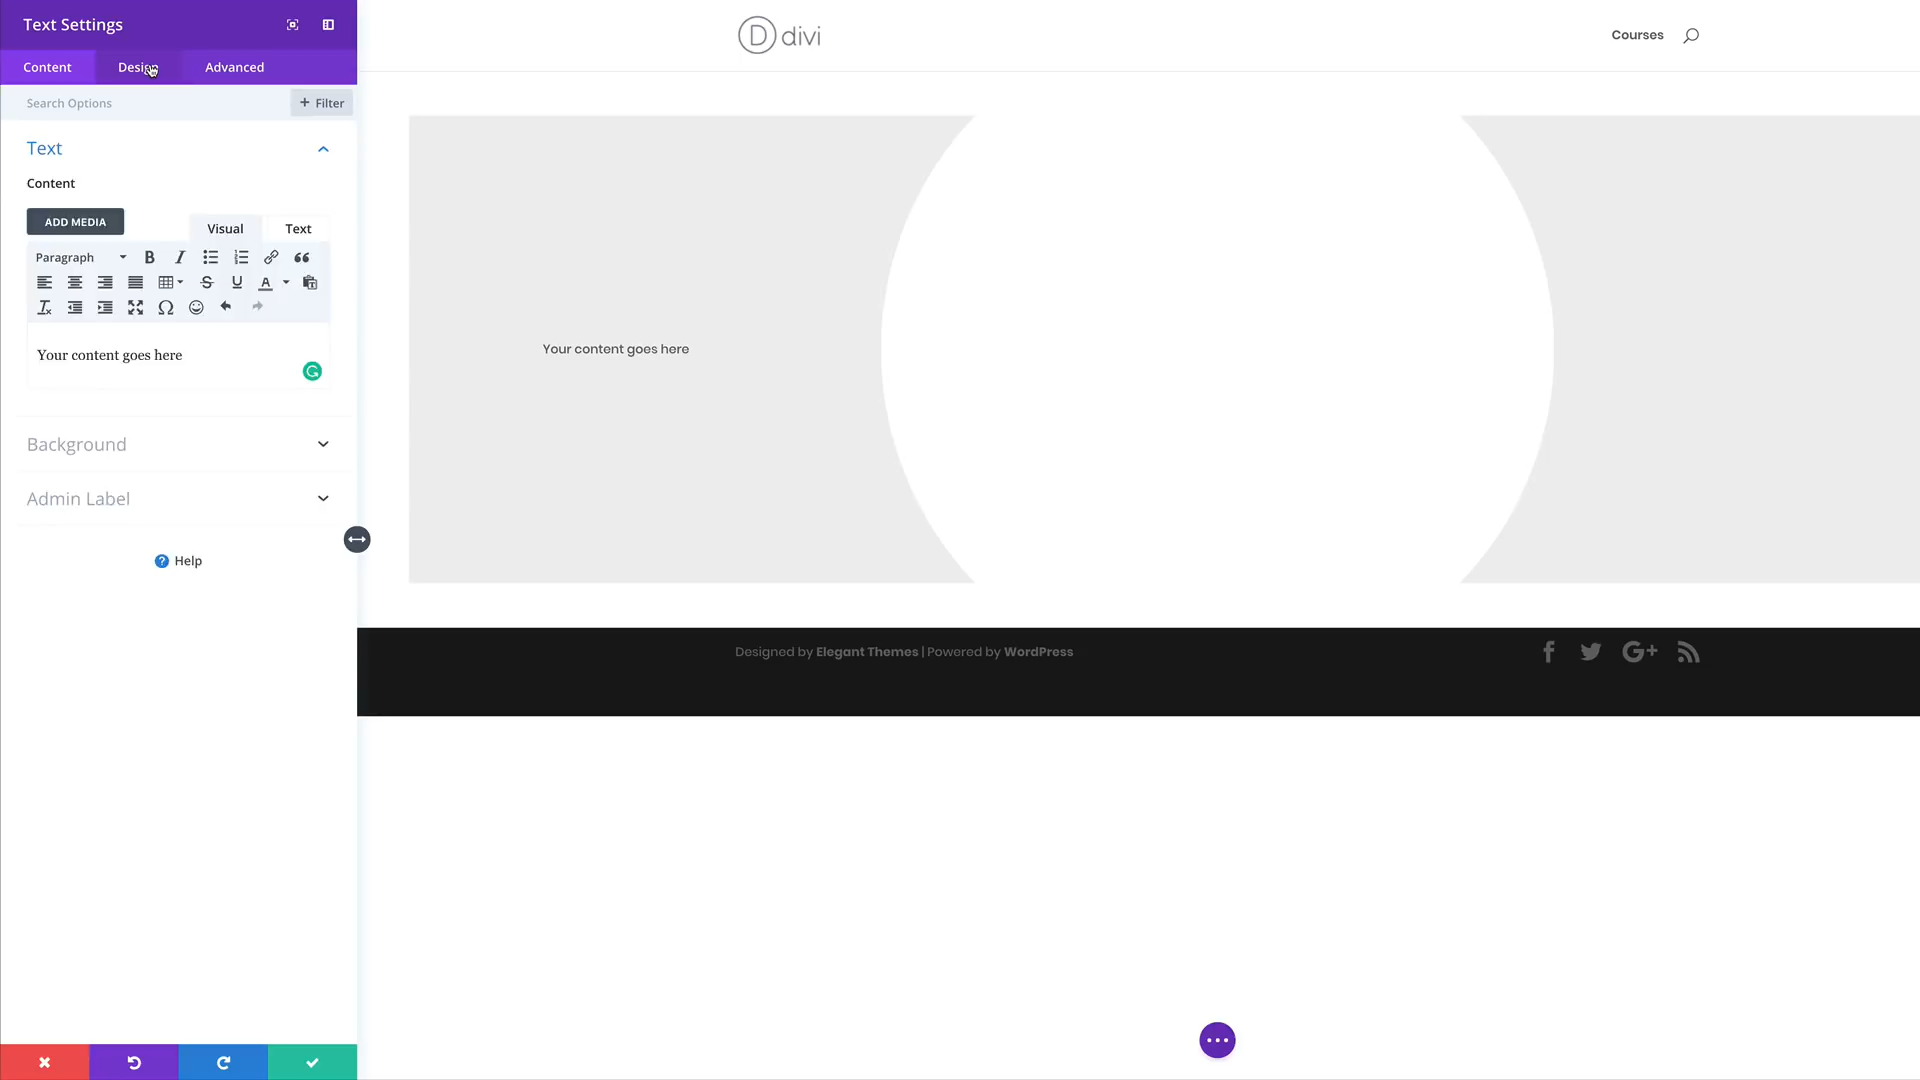 Text Settings
Content Design Advanced
Search Options + Filter
Text
Content
ADD MEDIA Visual Text
Paragraph
Your content goes here
Background
Admin Label
Help
D divi
Courses
Your content goes here
Designed by Elegant Themes | Powered by WordPress